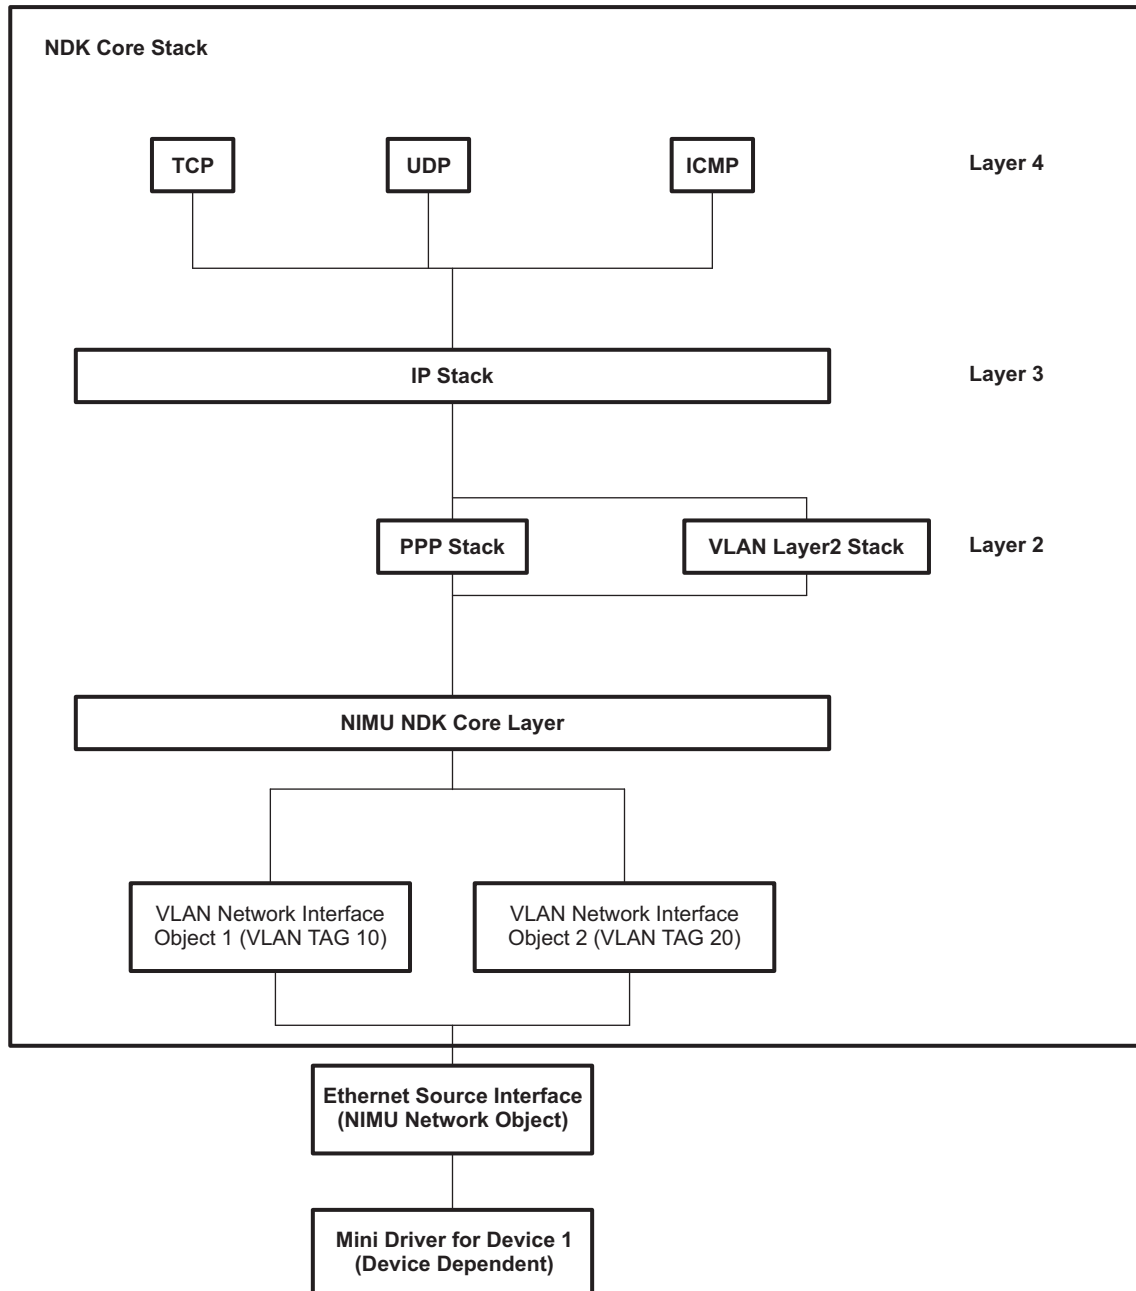 NDK Core Stack
TCP
UDP
ICMP
Layer 4
IP Stack
Layer 3
PPP Stack
VLAN Layer2 Stack
Layer 2
NIMU NDK Core Layer
VLAN Network Interface
Object 1 (VLAN TAG 10)
VLAN Network Interface
Object 2 (VLAN TAG 20)
Ethernet Source Interface
(NIMU Network Object)
Mini Driver for Device 1
(Device Dependent)